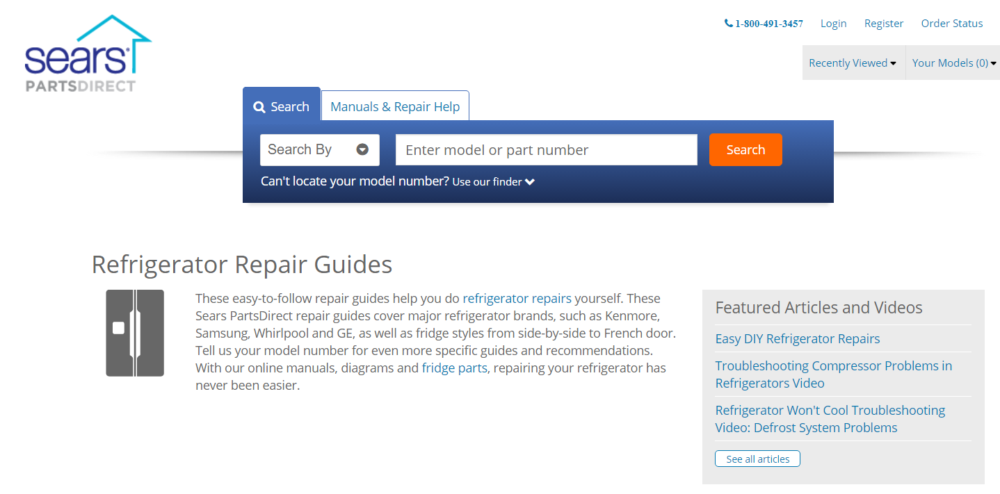 sears
PARTSDIRECT
1-800-491-3457 Login Register Order Status
Recently Viewed Your Models (0)
Search Manuals & Repair Help
Search By Enter model or part number Search
Can't locate your model number? Use our finder
Refrigerator Repair Guides
These easy-to-follow repair guides help you do refrigerator repairs yourself. These
Sears PartsDirect repair guides cover major refrigerator brands, such as Kenmore,
Samsung, Whirlpool and GE, as well as fridge styles from side-by-side to French door.
Tell us your model number for even more specific guides and recommendations.
With our online manuals, diagrams and fridge parts, repairing your refrigerator has
never been easier.
Featured Articles and Videos
Easy DIY Refrigerator Repairs
Troubleshooting Compressor Problems in
Refrigerators Video
Refrigerator Won't Cool Troubleshooting
Video: Defrost System Problems
See all articles